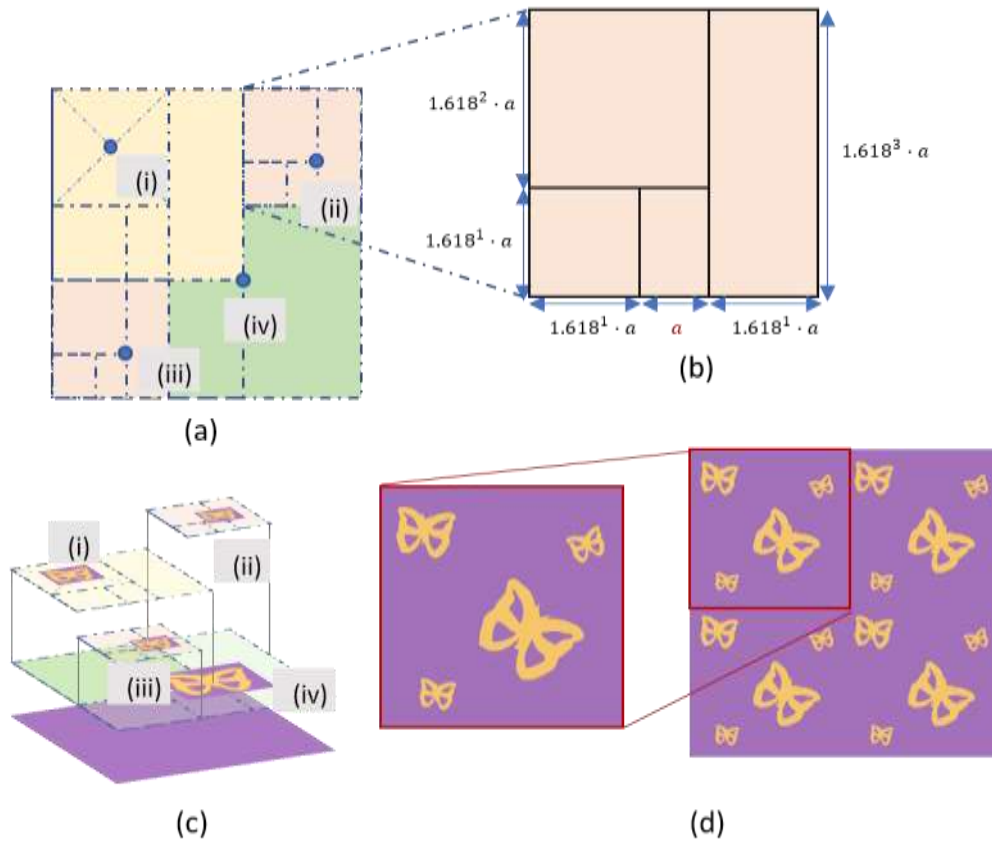 (i)
(ii)
(iii)
(iv)
(a)
1.618² · a
1.618¹ · a
1.618³ · a
1.618¹ · a
a
1.618¹ · a
(b)
(i)
(ii)
(iii)
(iv)
(c)
(d)